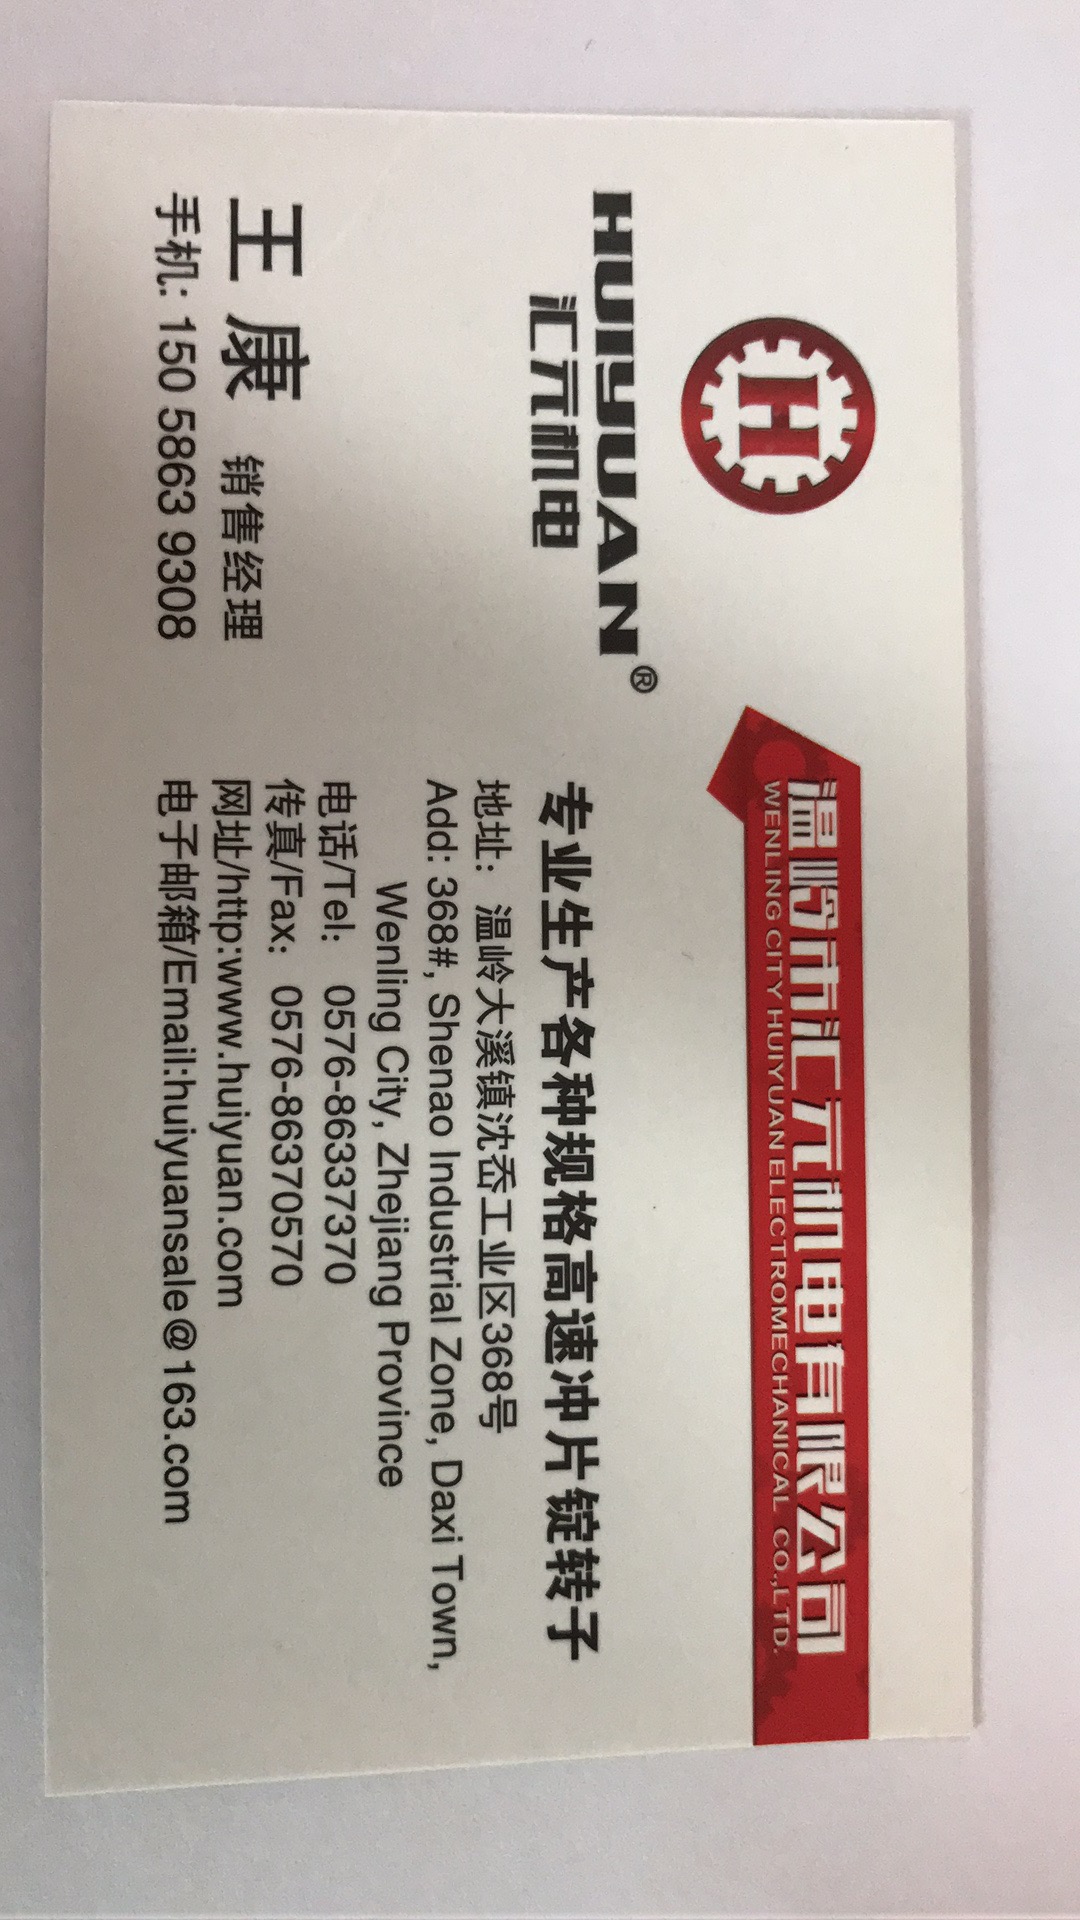 H
温岭市汇元机电有限公司
WENLING CITY HUIYUAN ELECTROMECHANICAL CO.,LTD.
HUIYUAN®
汇元机电
王康 销售经理
手机: 150 5863 9308
专业生产各种规格高速冲片锭转子
地址: 温岭大溪镇沈岙工业区368号
Add: 368#, Shenao Industrial Zone, Daxi Town,
Wenling City, Zhejiang Province
电话/Tel: 0576-86337370
传真/Fax: 0576-86370570
网址/http:www.huiyuan.com
电子邮箱/Email:huiyuansale@163.com